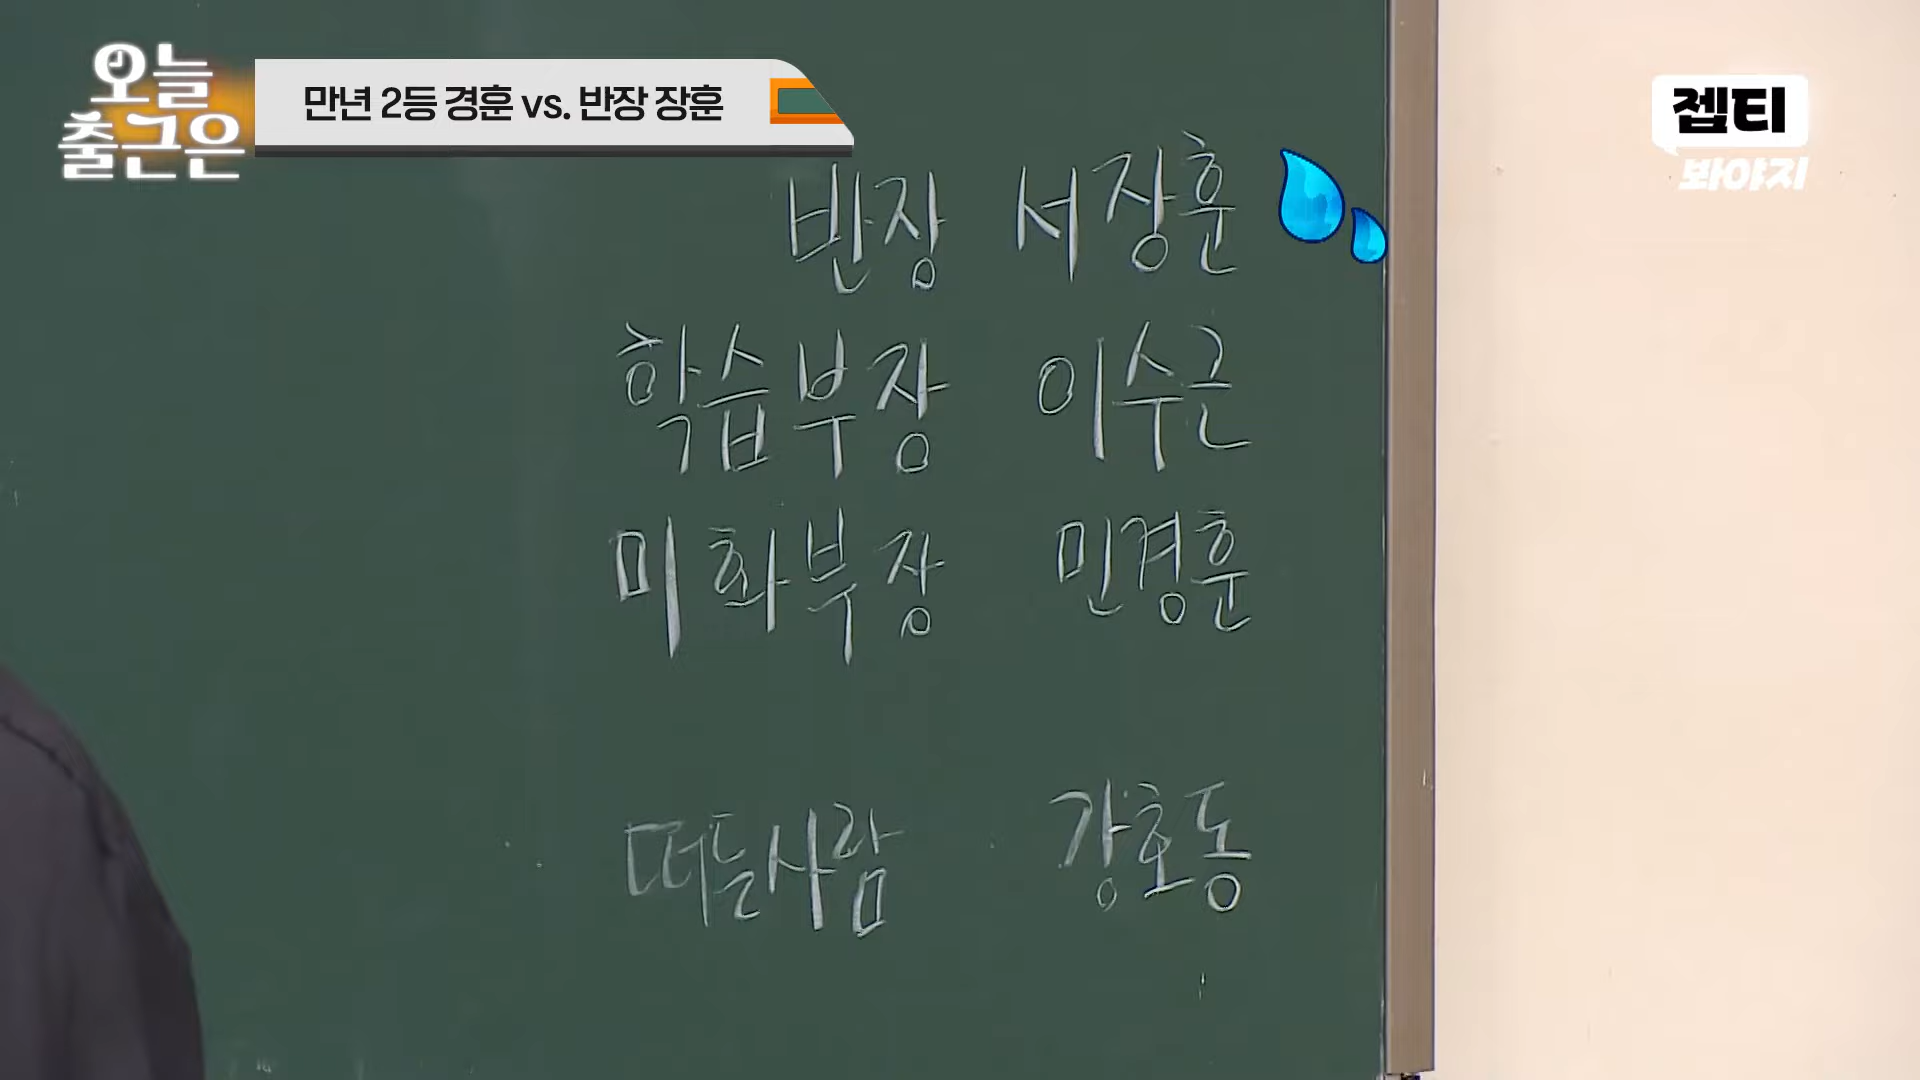 오늘
출근은
만년 2등 경훈 vs. 반장 장훈
젭티
봐야지
반장 서장훈
학습부장 이수근
미화부장 민경훈
떠든사람 강호동